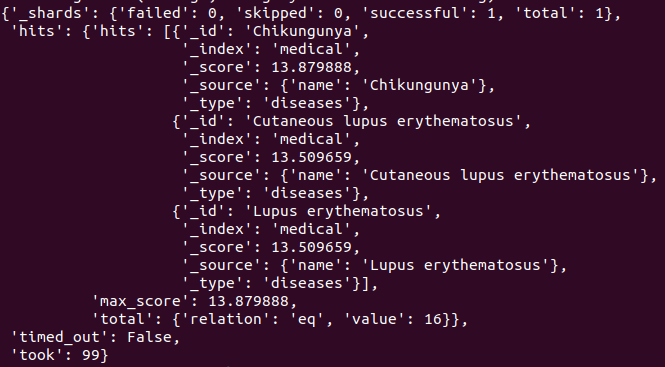 {'_shards': {'failed': 0, 'skipped': 0, 'successful': 1, 'total': 1},
 'hits': {'hits': [{'_id': 'Chikungunya',
                    '_index': 'medical',
                    '_score': 13.879888,
                    '_source': {'name': 'Chikungunya'},
                    '_type': 'diseases'},
                   {'_id': 'Cutaneous lupus erythematosus',
                    '_index': 'medical',
                    '_score': 13.509659,
                    '_source': {'name': 'Cutaneous lupus erythematosus'},
                    '_type': 'diseases'},
                   {'_id': 'Lupus erythematosus',
                    '_index': 'medical',
                    '_score': 13.509659,
                    '_source': {'name': 'Lupus erythematosus'},
                    '_type': 'diseases'}],
          'max_score': 13.879888,
          'total': {'relation': 'eq', 'value': 16}},
 'timed_out': False,
 'took': 99}